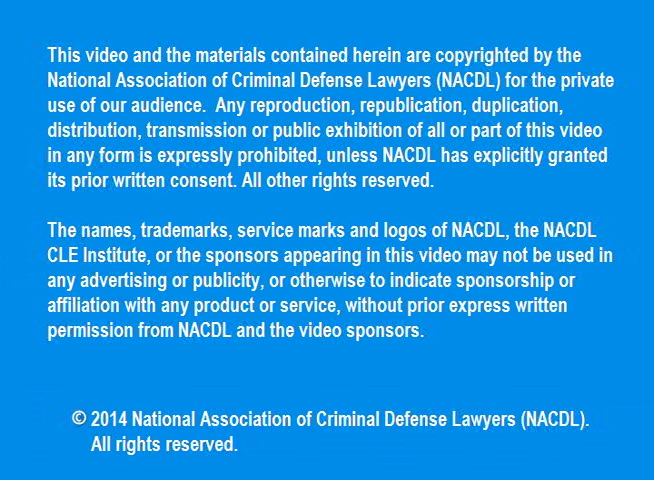 This video and the materials contained herein are copyrighted by the
National Association of Criminal Defense Lawyers (NACDL) for the private
use of our audience.  Any reproduction, republication, duplication,
distribution, transmission or public exhibition of all or part of this video
in any form is expressly prohibited, unless NACDL has explicitly granted
its prior written consent. All other rights reserved.
The names, trademarks, service marks and logos of NACDL, the NACDL
CLE Institute, or the sponsors appearing in this video may not be used in
any advertising or publicity, or otherwise to indicate sponsorship or
affiliation with any product or service, without prior express written
permission from NACDL and the video sponsors.
© 2014 National Association of Criminal Defense Lawyers (NACDL).
All rights reserved.